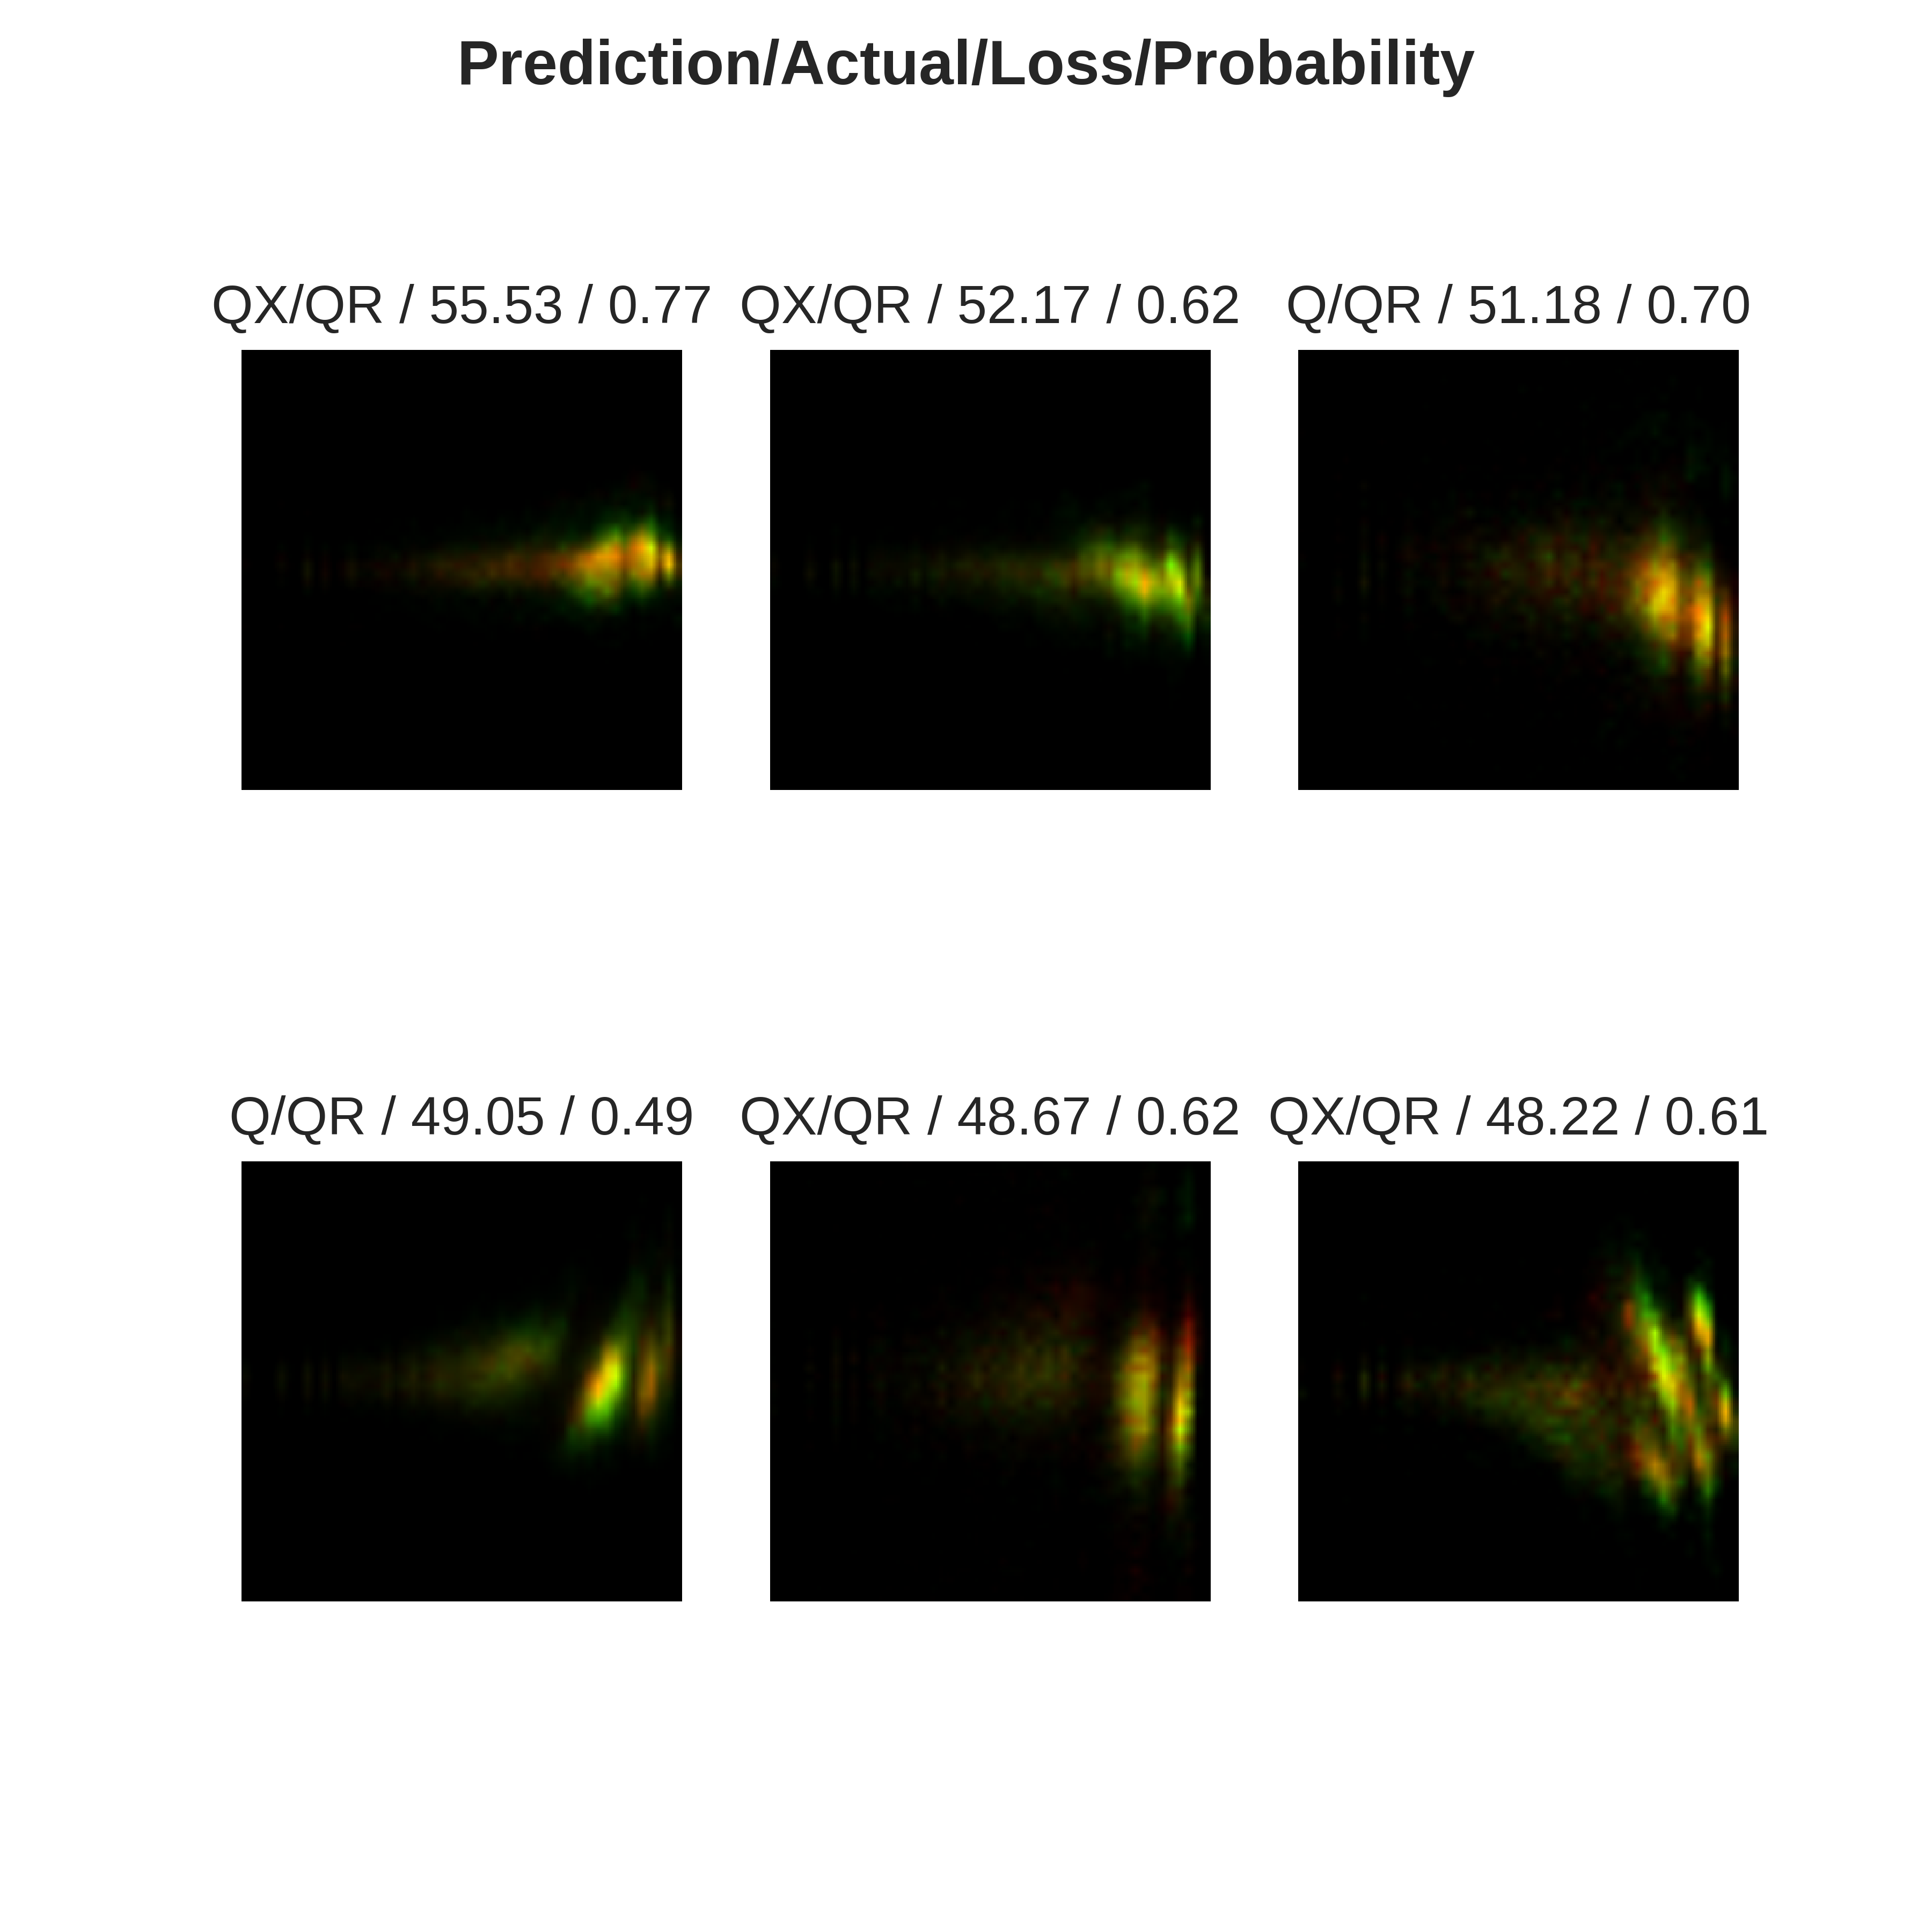 Prediction/Actual/Loss/Probability
QX/QR / 55.53 / 0.77 QX/QR / 52.17 / 0.62 Q/QR / 51.18 / 0.70
Q/QR / 49.05 / 0.49 QX/QR / 48.67 / 0.62 QX/QR / 48.22 / 0.61